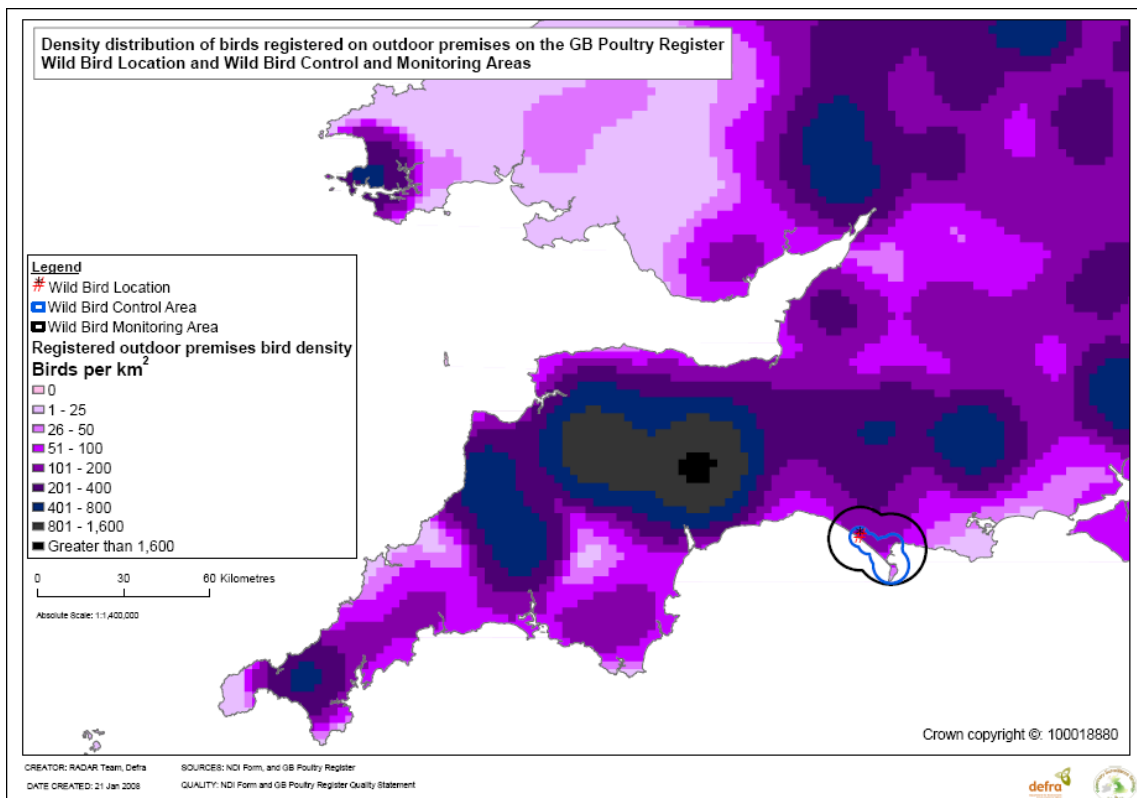 Density distribution of birds registered on outdoor premises on the GB Poultry Register
Wild Bird Location and Wild Bird Control and Monitoring Areas
Legend
Wild Bird Location
Wild Bird Control Area
Wild Bird Monitoring Area
Registered outdoor premises bird density
Birds per km²
0
1 - 25
26 - 50
51 - 100
101 - 200
201 - 400
401 - 800
801 - 1,600
Greater than 1,600
0 30 60 Kilometres
Absolute Scale: 1:1,400,000
Crown copyright ©: 100018880
CREATOR: RADAR Team, Defra
SOURCES: NDI Form, and GB Poultry Register
DATE CREATED: 21 Jan 2008
QUALITY: NDI Form and GB Poultry Register Quality Statement
defra